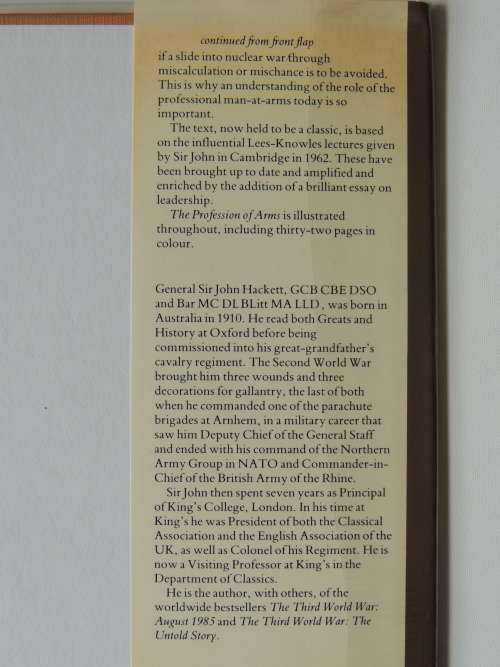 continued from front flap
if a slide into nuclear war through
miscalculation or mischance is to be avoided.
This is why an understanding of the role of the
professional man-at-arms today is so
important.
The text, now held to be a classic, is based
on the influential Lees-Knowles lectures given
by Sir John in Cambridge in 1962. These have
been brought up to date and amplified and
enriched by the addition of a brilliant essay on
leadership.
The Profession of Arms is illustrated
throughout, including thirty-two pages in
colour.
General Sir John Hackett, GCB CBE DSO
and Bar MC DL BLitt MA LLD, was born in
Australia in 1910. He read both Greats and
History at Oxford before being
commissioned into his great-grandfather's
cavalry regiment. The Second World War
brought him three wounds and three
decorations for gallantry, the last of both
when he commanded one of the parachute
brigades at Arnhem, in a military career that
saw him Deputy Chief of the General Staff
and ended with his command of the Northern
Army Group in NATO and Commander-in-
Chief of the British Army of the Rhine.
Sir John then spent seven years as Principal
of King's College, London. In his time at
King's he was President of both the Classical
Association and the English Association of the
UK, as well as Colonel of his Regiment. He is
now a Visiting Professor at King's in the
Department of Classics.
He is the author, with others, of the
worldwide bestsellers The Third World War:
August 1985 and The Third World War: The
Untold Story.